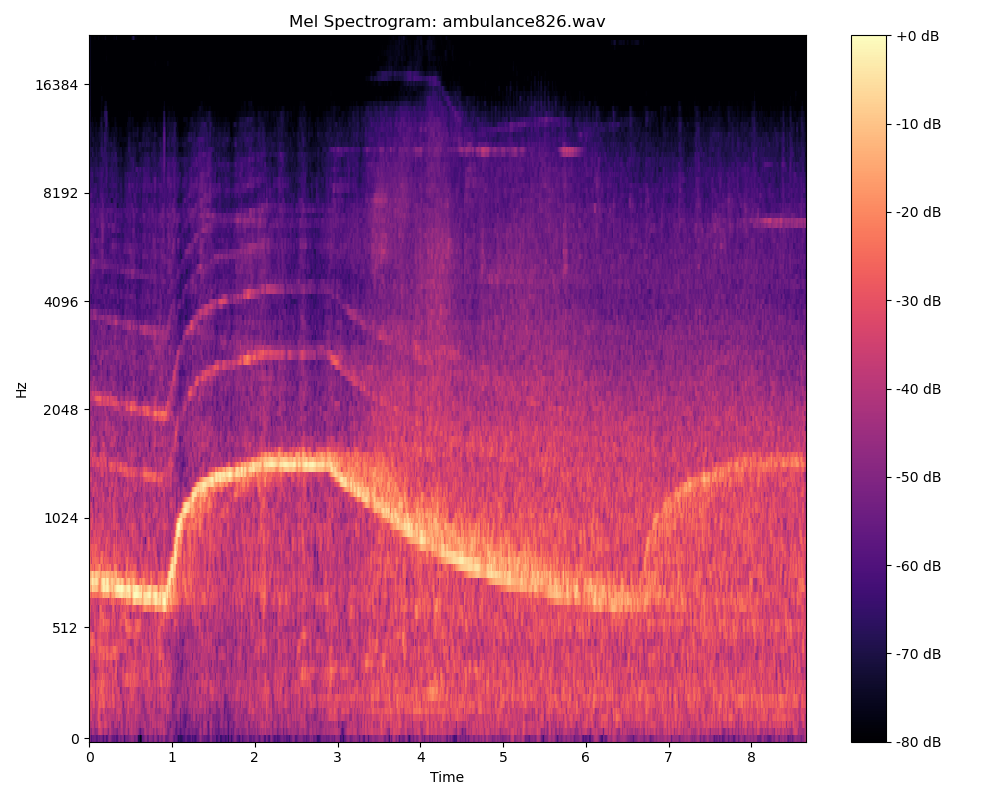 Mel Spectrogram: ambulance826.wav
Hz
16384
8192
4096
2048
1024
512
0
0 1 2 3 4 5 6 7 8
Time
+0 dB
-10 dB
-20 dB
-30 dB
-40 dB
-50 dB
-60 dB
-70 dB
-80 dB